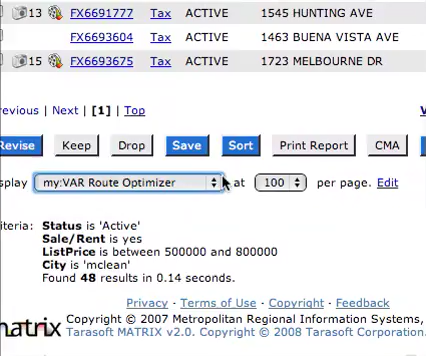 13 FX6691777 Tax ACTIVE 1545 HUNTING AVE
FX6693604 Tax ACTIVE 1463 BUENA VISTA AVE
15 FX6693675 Tax ACTIVE 1723 MELBOURNE DR
revious | Next | [1] | Top
Revise Keep Drop Save Sort Print Report CMA
splay my:VAR Route Optimizer at 100 per page. Edit
iteria: Status is 'Active'
Sale/Rent is yes
ListPrice is between 500000 and 800000
City is 'mclean'
Found 48 results in 0.14 seconds.
Privacy · Terms of Use · Copyright · Feedback
matrix Copyright © 2007 Metropolitan Regional Information Systems,
Tarasoft MATRIX v2.0. Copyright © 2008 Tarasoft Corporation.